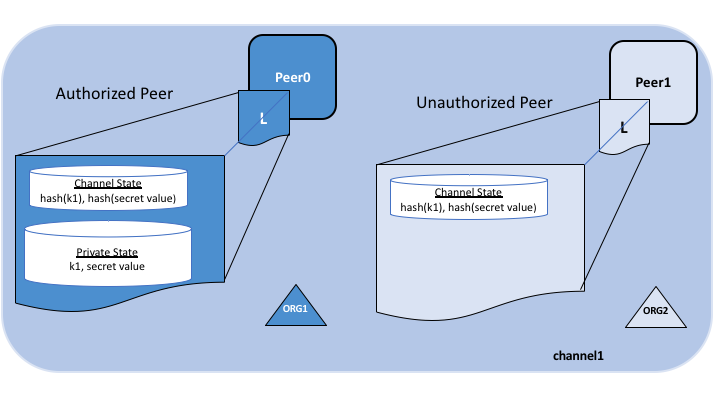 Authorized Peer
Peer0
L
Channel State
hash(k1), hash(secret value)
Private State
k1, secret value
ORG1
Unauthorized Peer
Peer1
L
Channel State
hash(k1), hash(secret value)
ORG2
channel1